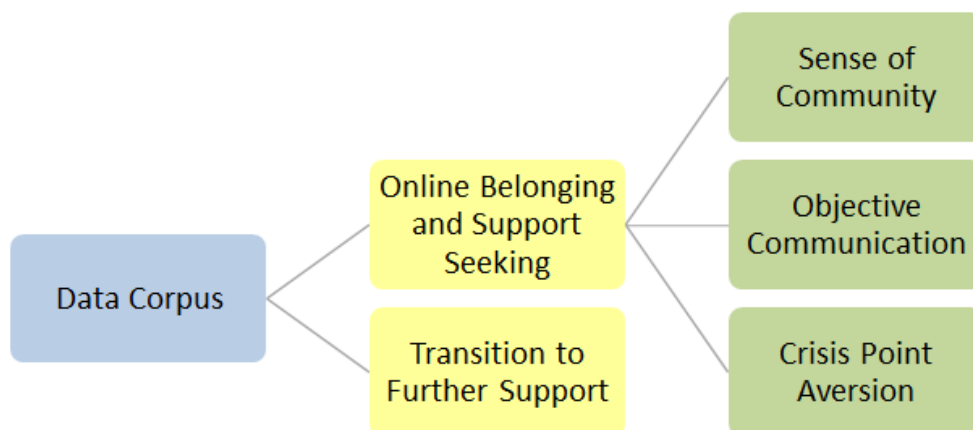 Data Corpus
Online Belonging
and Support
Seeking
Transition to
Further Support
Sense of
Community
Objective
Communication
Crisis Point
Aversion